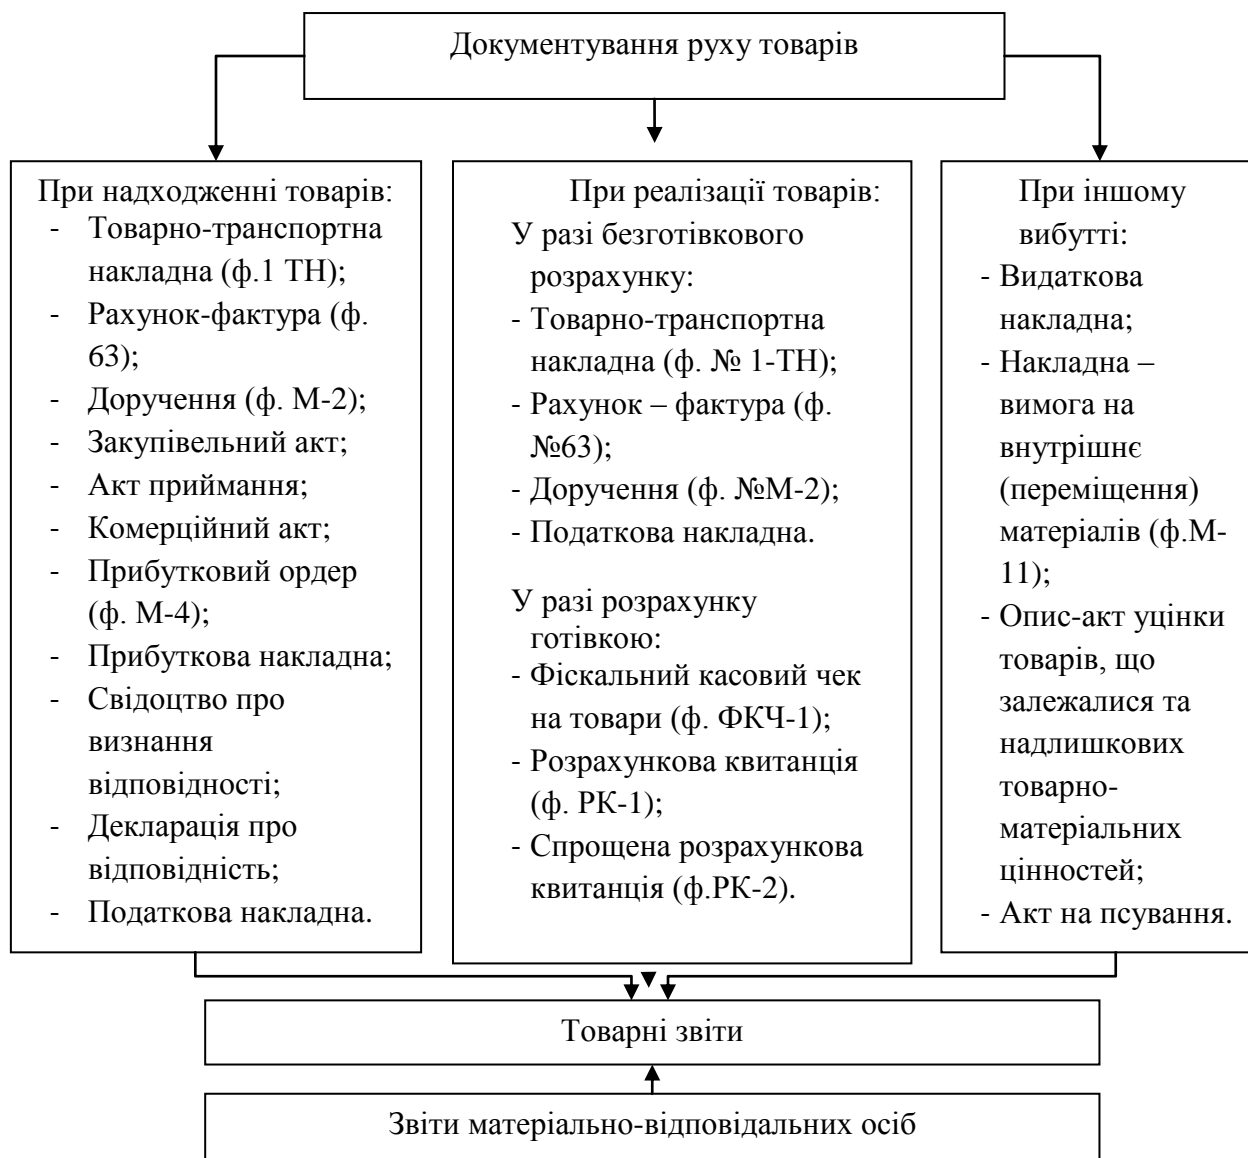 Документування руху товарів
При надходженні товарів:
- Товарно-транспортна
накладна (ф.1 ТН);
- Рахунок-фактура (ф.
63);
- Доручення (ф. М-2);
- Закупівельний акт;
- Акт приймання;
- Комерційний акт;
- Прибутковий ордер
(ф. М-4);
- Прибуткова накладна;
- Свідоцтво про
визнання
відповідності;
- Декларація про
відповідність;
- Податкова накладна.
При реалізації товарів:
У разі безготівкового
розрахунку:
- Товарно-транспортна
накладна (ф. № 1-ТН);
- Рахунок – фактура (ф.
№63);
- Доручення (ф. №М-2);
- Податкова накладна.
У разі розрахунку
готівкою:
- Фіскальний касовий чек
на товари (ф. ФКЧ-1);
- Розрахункова квитанція
(ф. РК-1);
- Спрощена розрахункова
квитанція (ф.РК-2).
При іншому
вибутті:
- Видаткова
накладна;
- Накладна –
вимога на
внутрішнє
(переміщення)
матеріалів (ф.М-
11);
- Опис-акт уцінки
товарів, що
залежалися та
надлишкових
товарно-
матеріальних
цінностей;
- Акт на псування.
Товарні звіти
Звіти матеріально-відповідальних осіб